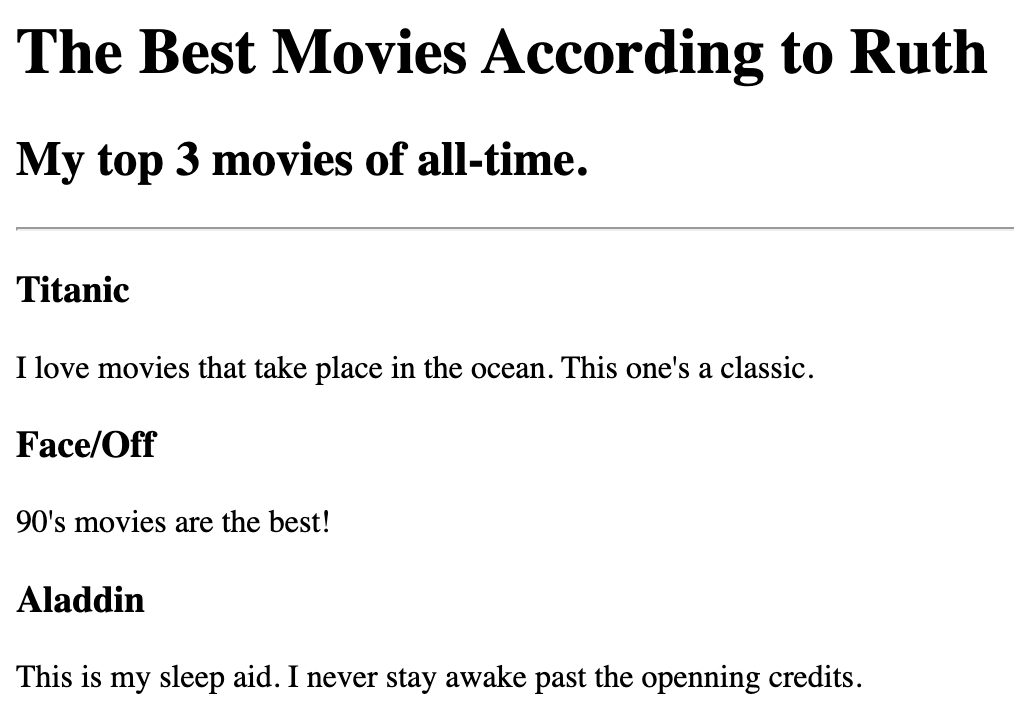 The Best Movies According to Ruth
My top 3 movies of all-time.
Titanic
I love movies that take place in the ocean. This one's a classic.
Face/Off
90's movies are the best!
Aladdin
This is my sleep aid. I never stay awake past the openning credits.